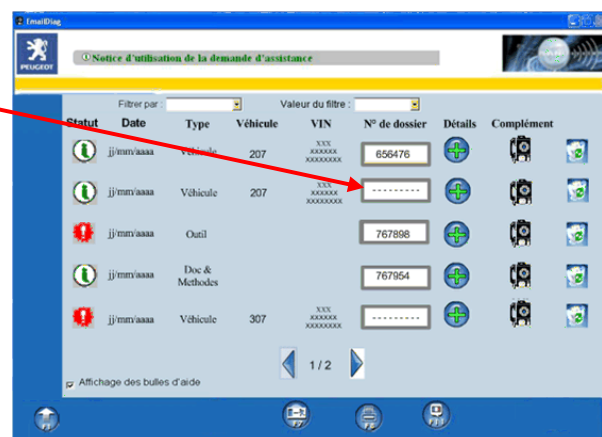 EmalDiag
PEUGEOT
Notice d'utilisation de la demande d'assistance
Filtrer par : Valeur du filtre :
Statut Date Type Véhicule VIN N° de dossier Détails Complément
jj/mm/aaaa Véhicule 207 xxx xxxxxx xxxxxxxx 656476
jj/mm/aaaa Véhicule 207 xxx xxxxxx xxxxxxxx ---------
jj/mm/aaaa Outil 767898
jj/mm/aaaa Doc & Methodes 767954
jj/mm/aaaa Véhicule 307 xxx xxxxxx xxxxxxxx ---------
1 / 2
Affichage des bulles d'aide